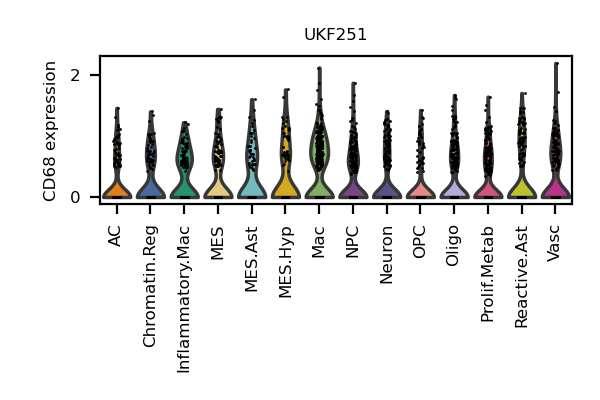 UKF251
CD68 expression
2
0
AC
Chromatin.Reg
Inflammatory.Mac
MES
MES.Ast
MES.Hyp
Mac
NPC
Neuron
OPC
Oligo
Prolif.Metab
Reactive.Ast
Vasc